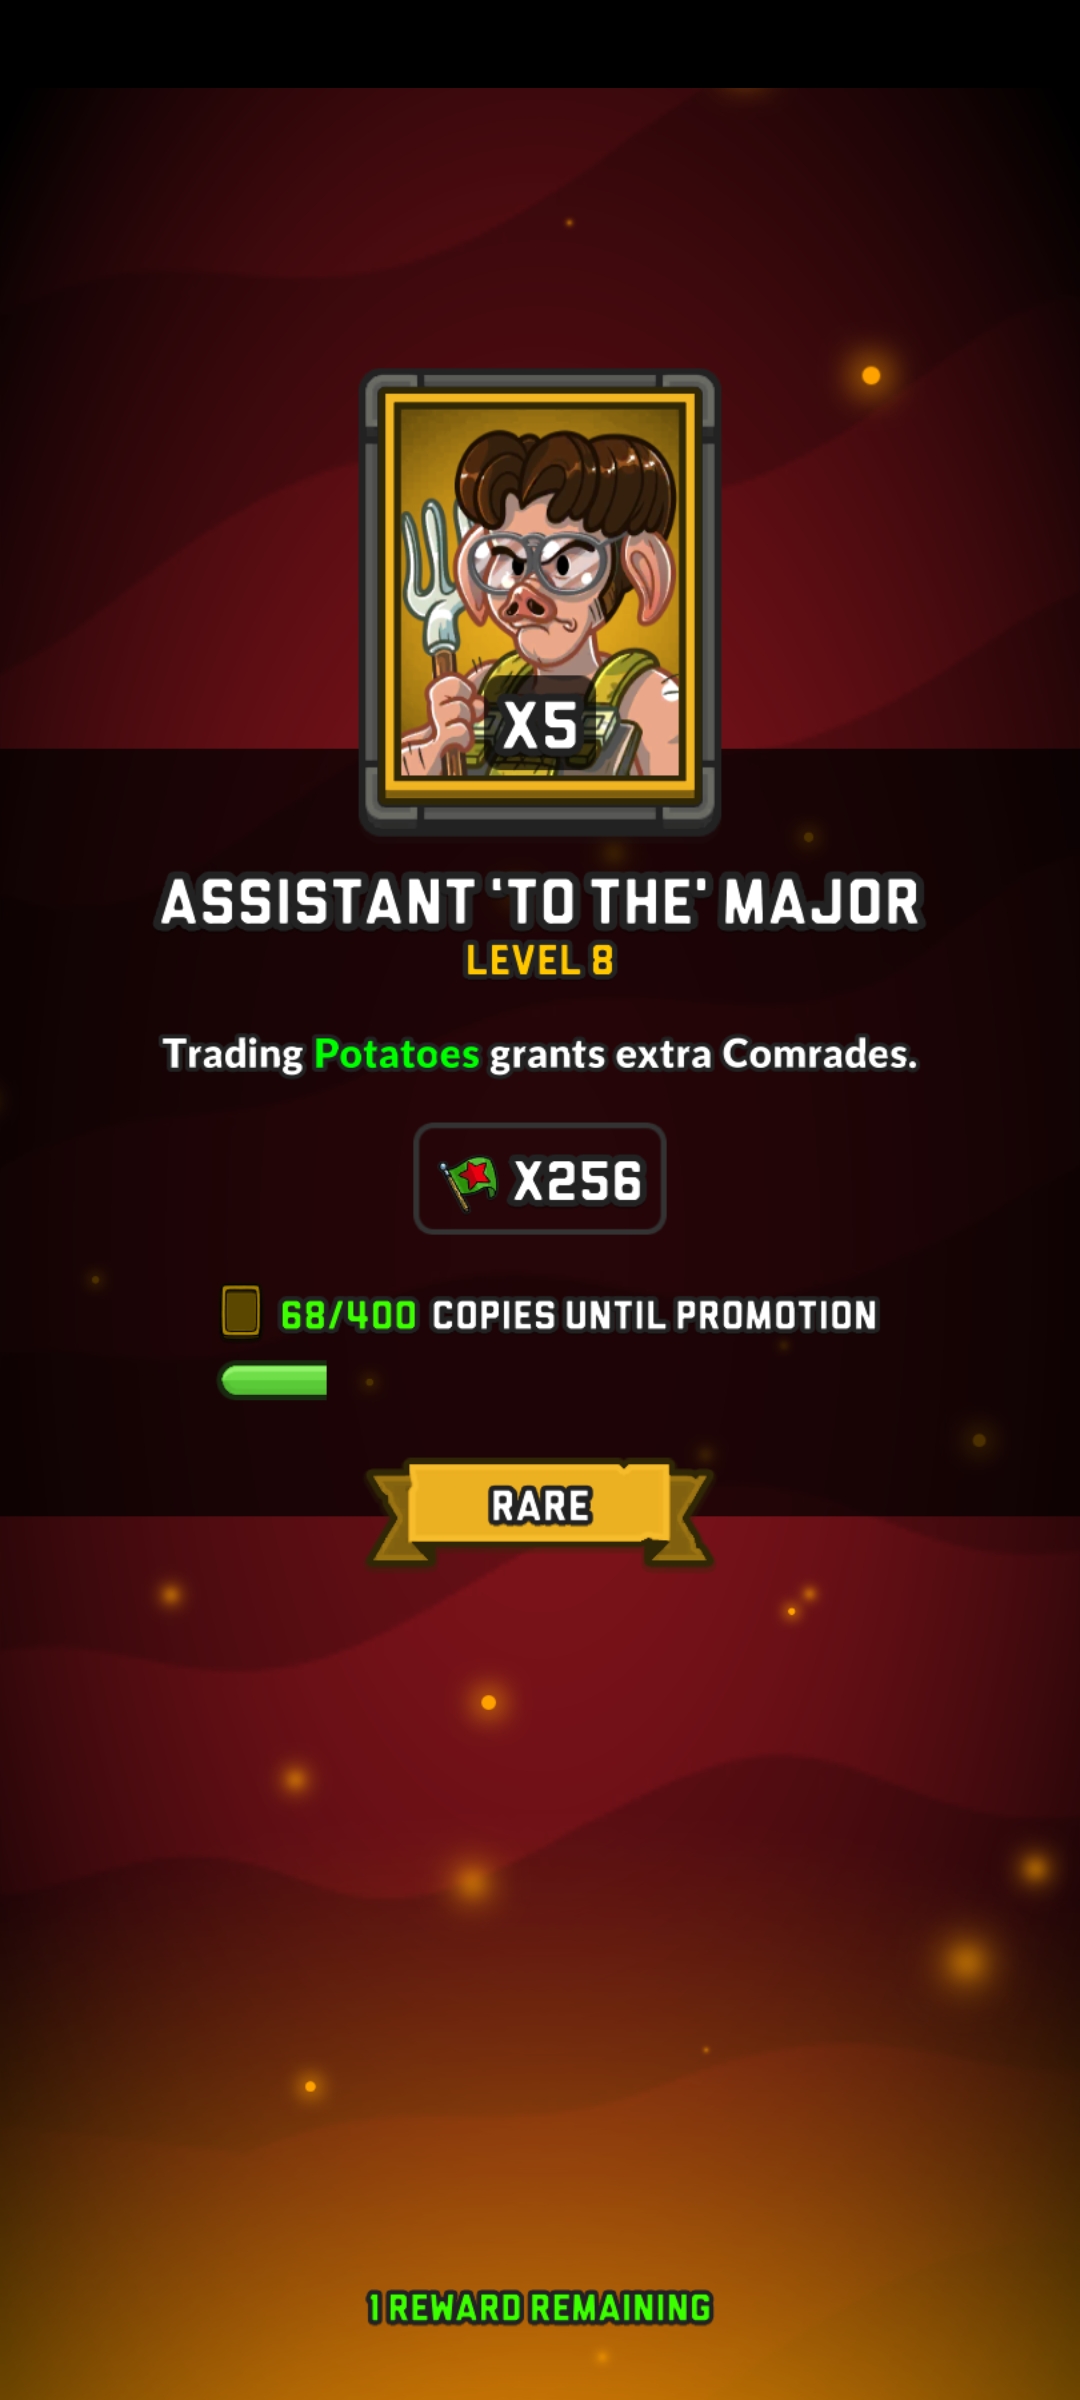 X5
ASSISTANT 'TO THE' MAJOR
LEVEL 8
Trading Potatoes grants extra Comrades.
X256
68/400 COPIES UNTIL PROMOTION
RARE
1 REWARD REMAINING